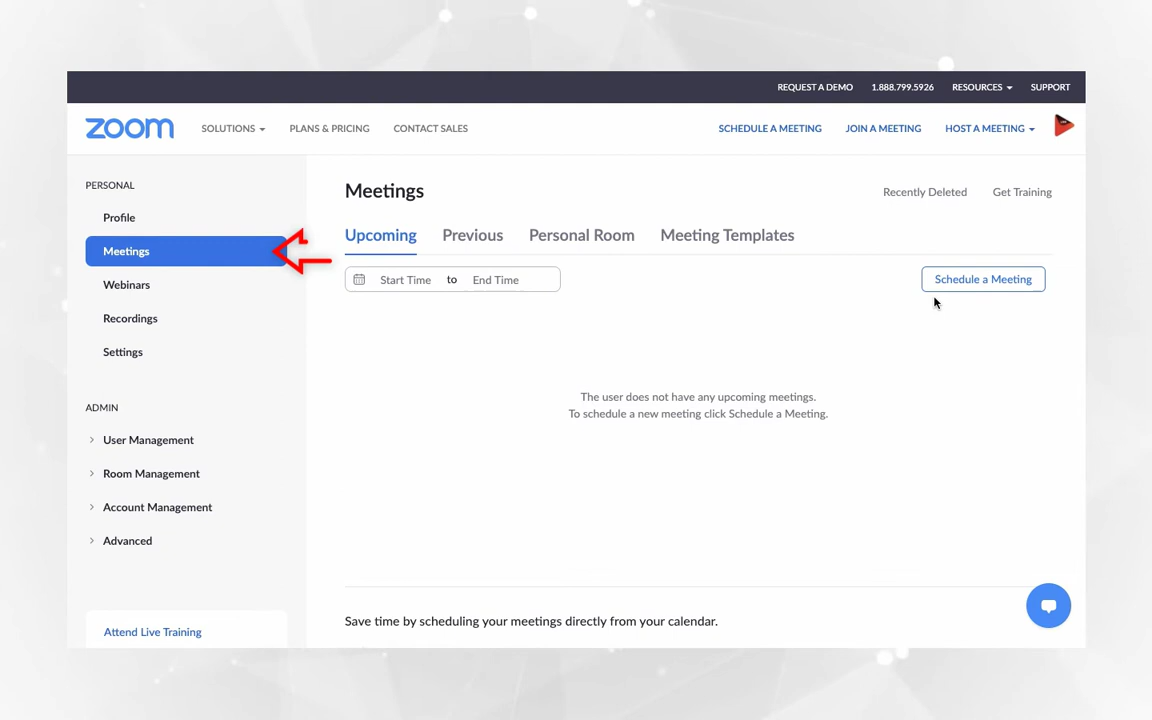 REQUEST A DEMO 1.888.799.5926 RESOURCES SUPPORT
zoom SOLUTIONS PLANS & PRICING CONTACT SALES SCHEDULE A MEETING JOIN A MEETING HOST A MEETING
PERSONAL
Profile
Meetings
Webinars
Recordings
Settings
ADMIN
User Management
Room Management
Account Management
Advanced
Attend Live Training
Meetings
Recently Deleted Get Training
Upcoming Previous Personal Room Meeting Templates
Start Time to End Time
Schedule a Meeting
The user does not have any upcoming meetings.
To schedule a new meeting click Schedule a Meeting.
Save time by scheduling your meetings directly from your calendar.